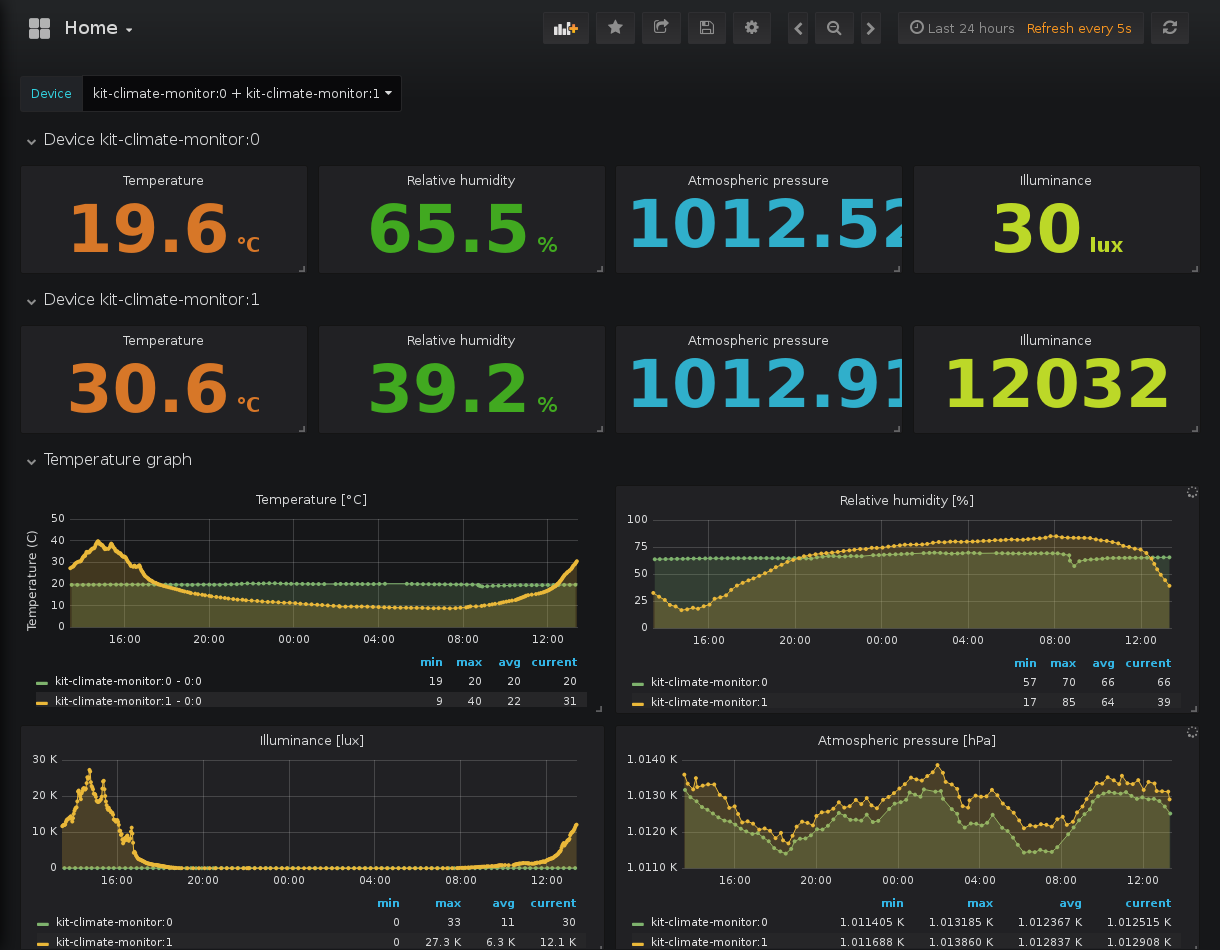 Home
Last 24 hours Refresh every 5s
Device kit-climate-monitor:0 + kit-climate-monitor:1
Device kit-climate-monitor:0
Temperature Relative humidity Atmospheric pressure Illuminance
19.6 °C 65.5 % 1012.52 30 lux
Device kit-climate-monitor:1
Temperature Relative humidity Atmospheric pressure Illuminance
30.6 °C 39.2 % 1012.91 12032
Temperature graph
Temperature [°C]
Temperature (C)
50
40
30
20
10
0
16:00 20:00 00:00 04:00 08:00 12:00
min max avg current
kit-climate-monitor:0 - 0:0 19 20 20 20
kit-climate-monitor:1 - 0:0 9 40 22 31
Relative humidity [%]
100
75
50
25
0
16:00 20:00 00:00 04:00 08:00 12:00
min max avg current
kit-climate-monitor:0 57 70 66 66
kit-climate-monitor:1 17 85 64 39
Illuminance [lux]
30 K
20 K
10 K
0
16:00 20:00 00:00 04:00 08:00 12:00
min max avg current
kit-climate-monitor:0 0 33 11 30
kit-climate-monitor:1 0 27.3 K 6.3 K 12.1 K
Atmospheric pressure [hPa]
1.0140 K
1.0130 K
1.0120 K
1.0110 K
16:00 20:00 00:00 04:00 08:00 12:00
min max avg current
kit-climate-monitor:0 1.011405 K 1.013185 K 1.012367 K 1.012515 K
kit-climate-monitor:1 1.011688 K 1.013860 K 1.012837 K 1.012908 K